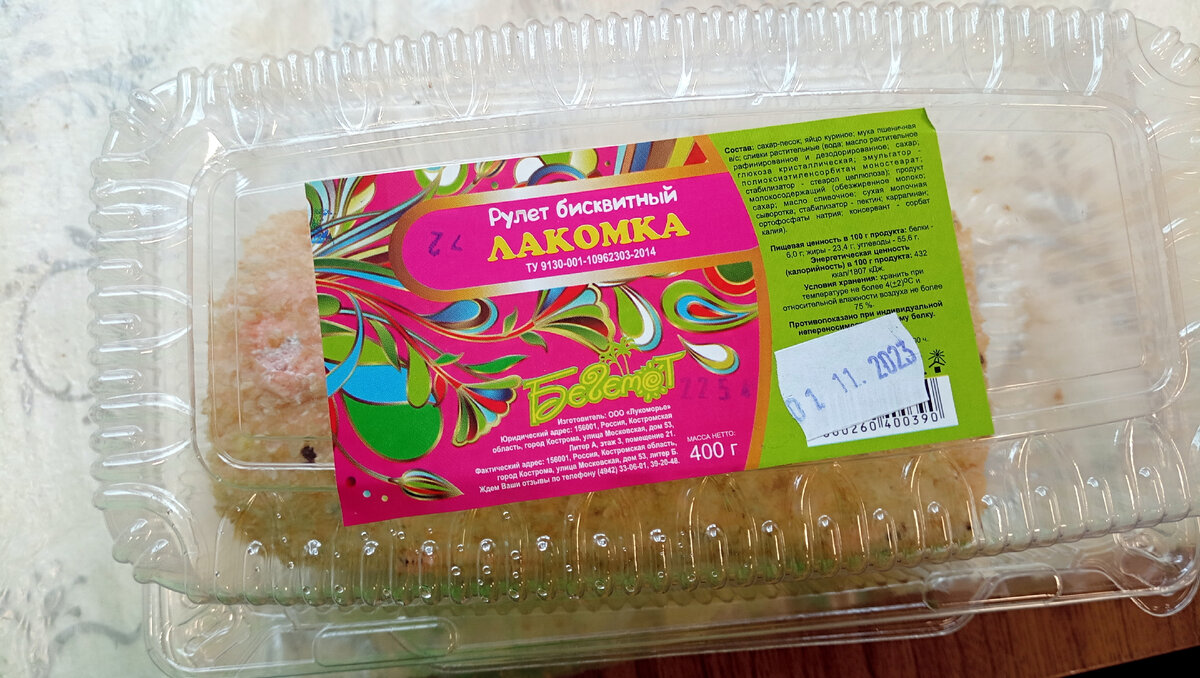 Рулет бисквитный
ЛАКОМКА
ТУ 9130-001-10962303-2014
Бегемот
Изготовитель: ООО «Лукоморье»
Юридический адрес: 156001, Россия, Костромская
область, город Кострома, улица Московская, дом 53,
Литер А, этаж 3, помещение 21.
Фактический адрес: 156001, Россия, Костромская область,
город Кострома, улица Московская, дом 53, литер Б.
Ждем Ваши отзывы по телефону (4942) 33-06-01, 39-20-48.
МАССА НЕТТО:
400 г
Состав: сахар-песок; яйцо куриное; мука пшеничная
в/с; сливки растительные (вода; масло растительное
рафинированное и дезодорированное; сахар;
глюкоза кристаллическая; эмульгатор -
полиоксиэтиленсорбитан моностеарат;
стабилизатор - стеарол целлюлоза); продукт
молокосодержащий (обезжиренное молоко;
сахар; масло сливочное; сухая молочная
сыворотка; стабилизатор - пектин; карраги­нан;
ортофосфаты натрия; консервант - сорбат
калия).
Пищевая ценность в 100 г продукта: белки -
6,0 г; жиры - 23,4 г; углеводы - 55,6 г.
Энергетическая ценность
(калорийность) в 100 г продукта: 432
ккал/1807 кДж.
Условия хранения: хранить при
температуре на более 4(±2)⁰С и
относительной влажности воздуха не более
75 %.
Противопоказано при индивидуальной
белку.
ч.
01 11. 2023
000260400390